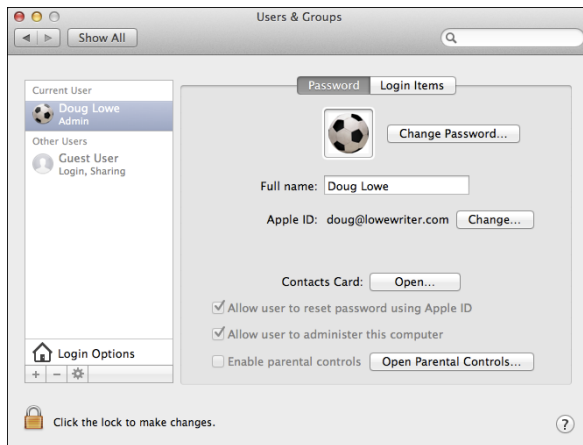 Users & Groups
Show All
Password Login Items
Current User
Doug Lowe
Admin
Other Users
Guest User
Login, Sharing
Change Password...
Full name: Doug Lowe
Apple ID: doug@lowewriter.com Change...
Contacts Card: Open...
Allow user to reset password using Apple ID
Allow user to administer this computer
Enable parental controls Open Parental Controls...
Login Options
+ −
Click the lock to make changes.
?